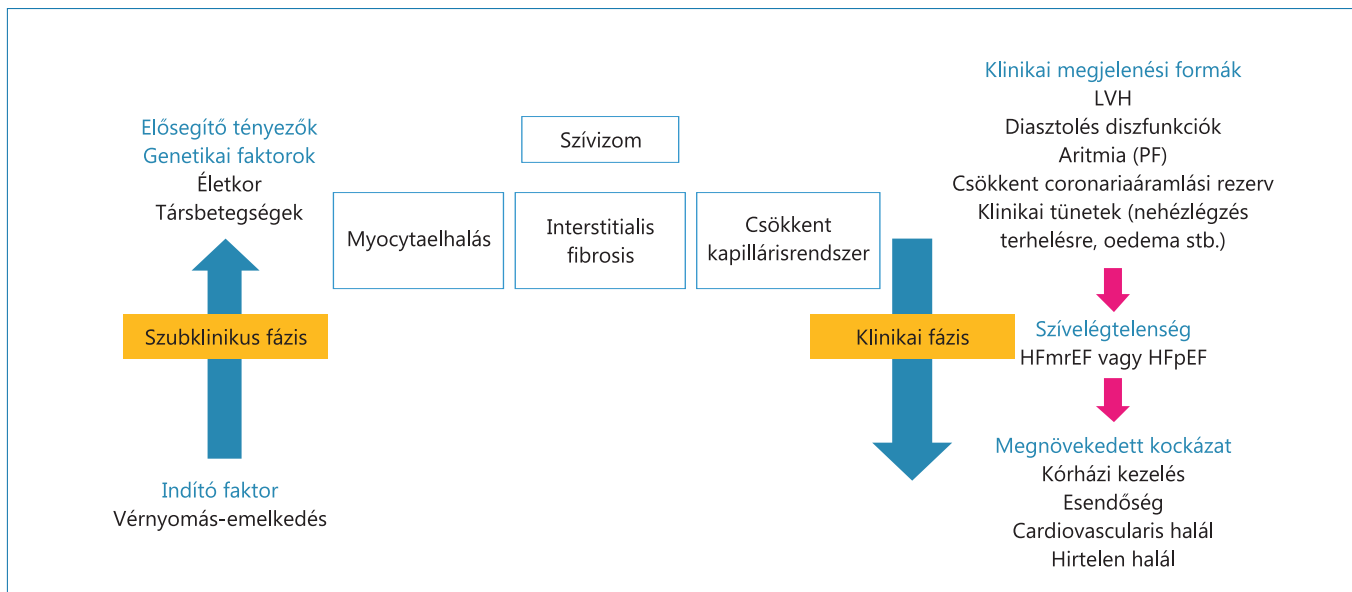 Elősegítő tényezők
Genetikai faktorok
Életkor
Társbetegségek
Szubklinikus fázis
Indító faktor
Vérnyomás-emelkedés
Szívizom
Myocytaelhalás
Interstitialis
fibrosis
Csökkent
kapillárisrendszer
Klinikai fázis
Klinikai megjelenési formák
LVH
Diasztolés diszfunkciók
Aritmia (PF)
Csökkent coronariaáramlási rezerv
Klinikai tünetek (nehézlégzés
terhelésre, oedema stb.)
Szívelégtelenség
HFmrEF vagy HFpEF
Megnövekedett kockázat
Kórházi kezelés
Esendőség
Cardiovascularis halál
Hirtelen halál